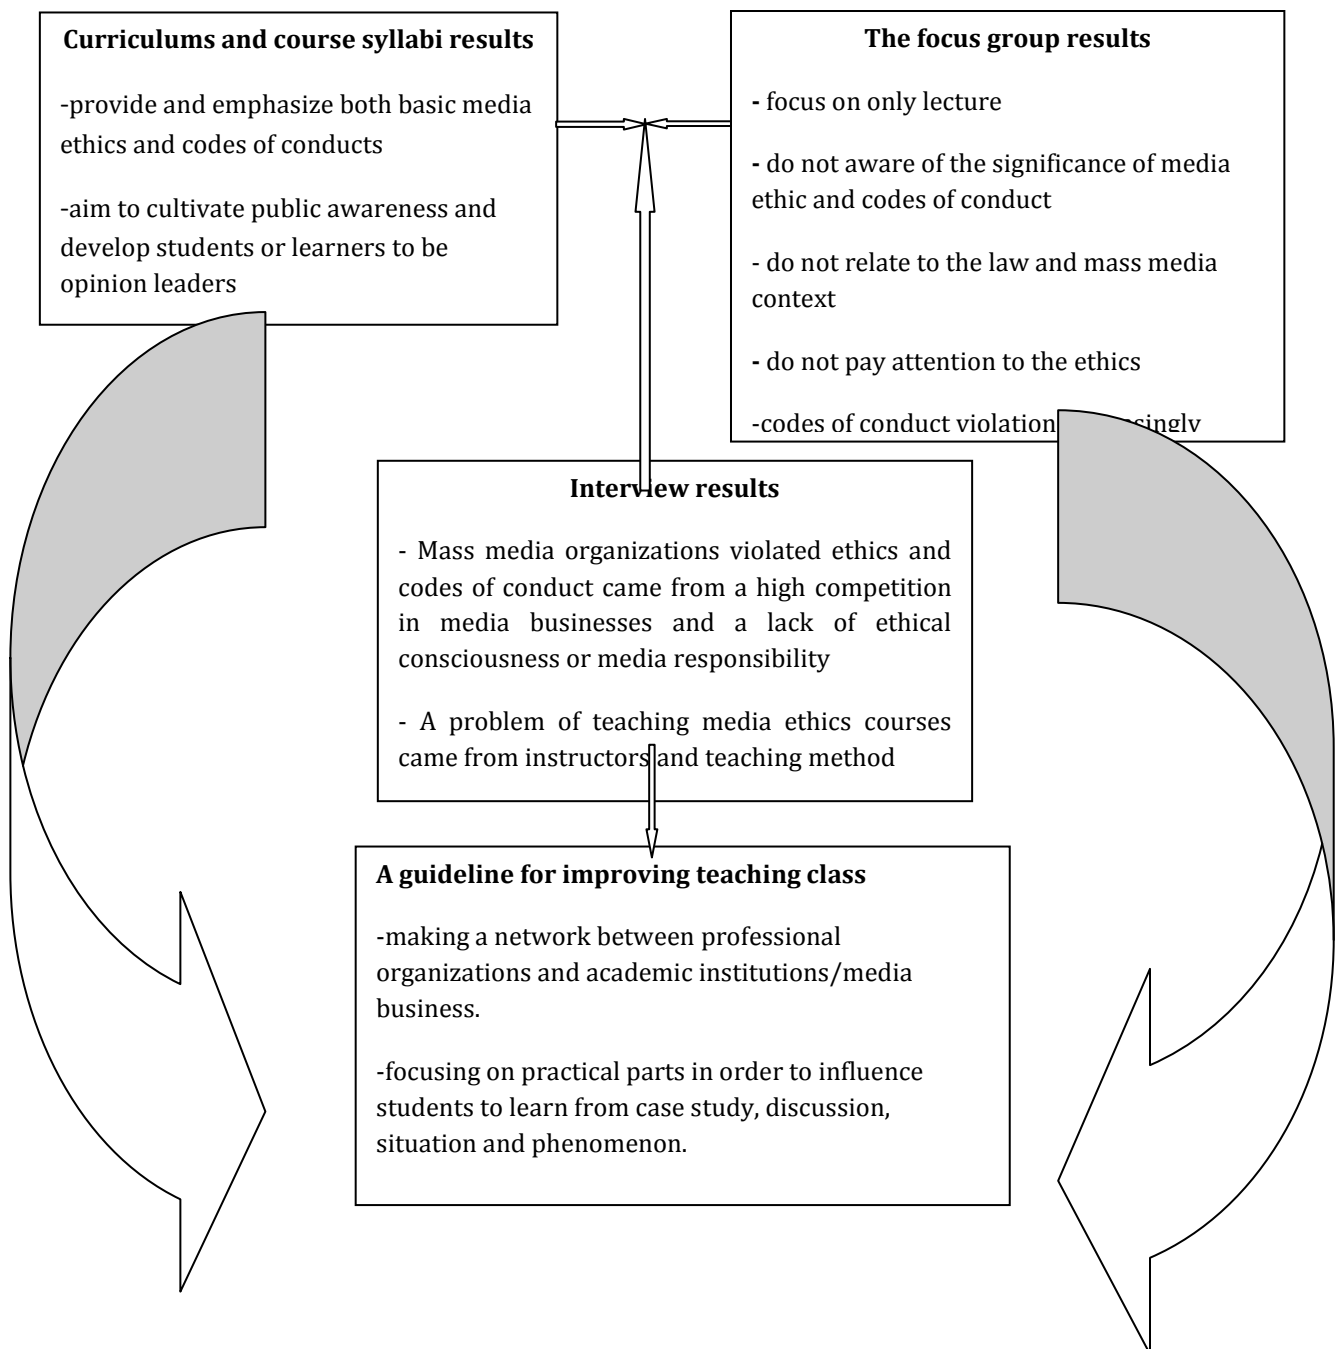 Curriculums and course syllabi results
-provide and emphasize both basic media
ethics and codes of conducts
-aim to cultivate public awareness and
develop students or learners to be
opinion leaders
The focus group results
- focus on only lecture
- do not aware of the significance of media
ethic and codes of conduct
- do not relate to the law and mass media
context
- do not pay attention to the ethics
-codes of conduct violation
Interview results
- Mass media organizations violated ethics and
codes of conduct came from a high competition
in media businesses and a lack of ethical
consciousness or media responsibility
- A problem of teaching media ethics courses
came from instructors and teaching method
A guideline for improving teaching class
-making a network between professional
organizations and academic institutions/media
business.
-focusing on practical parts in order to influence
students to learn from case study, discussion,
situation and phenomenon.